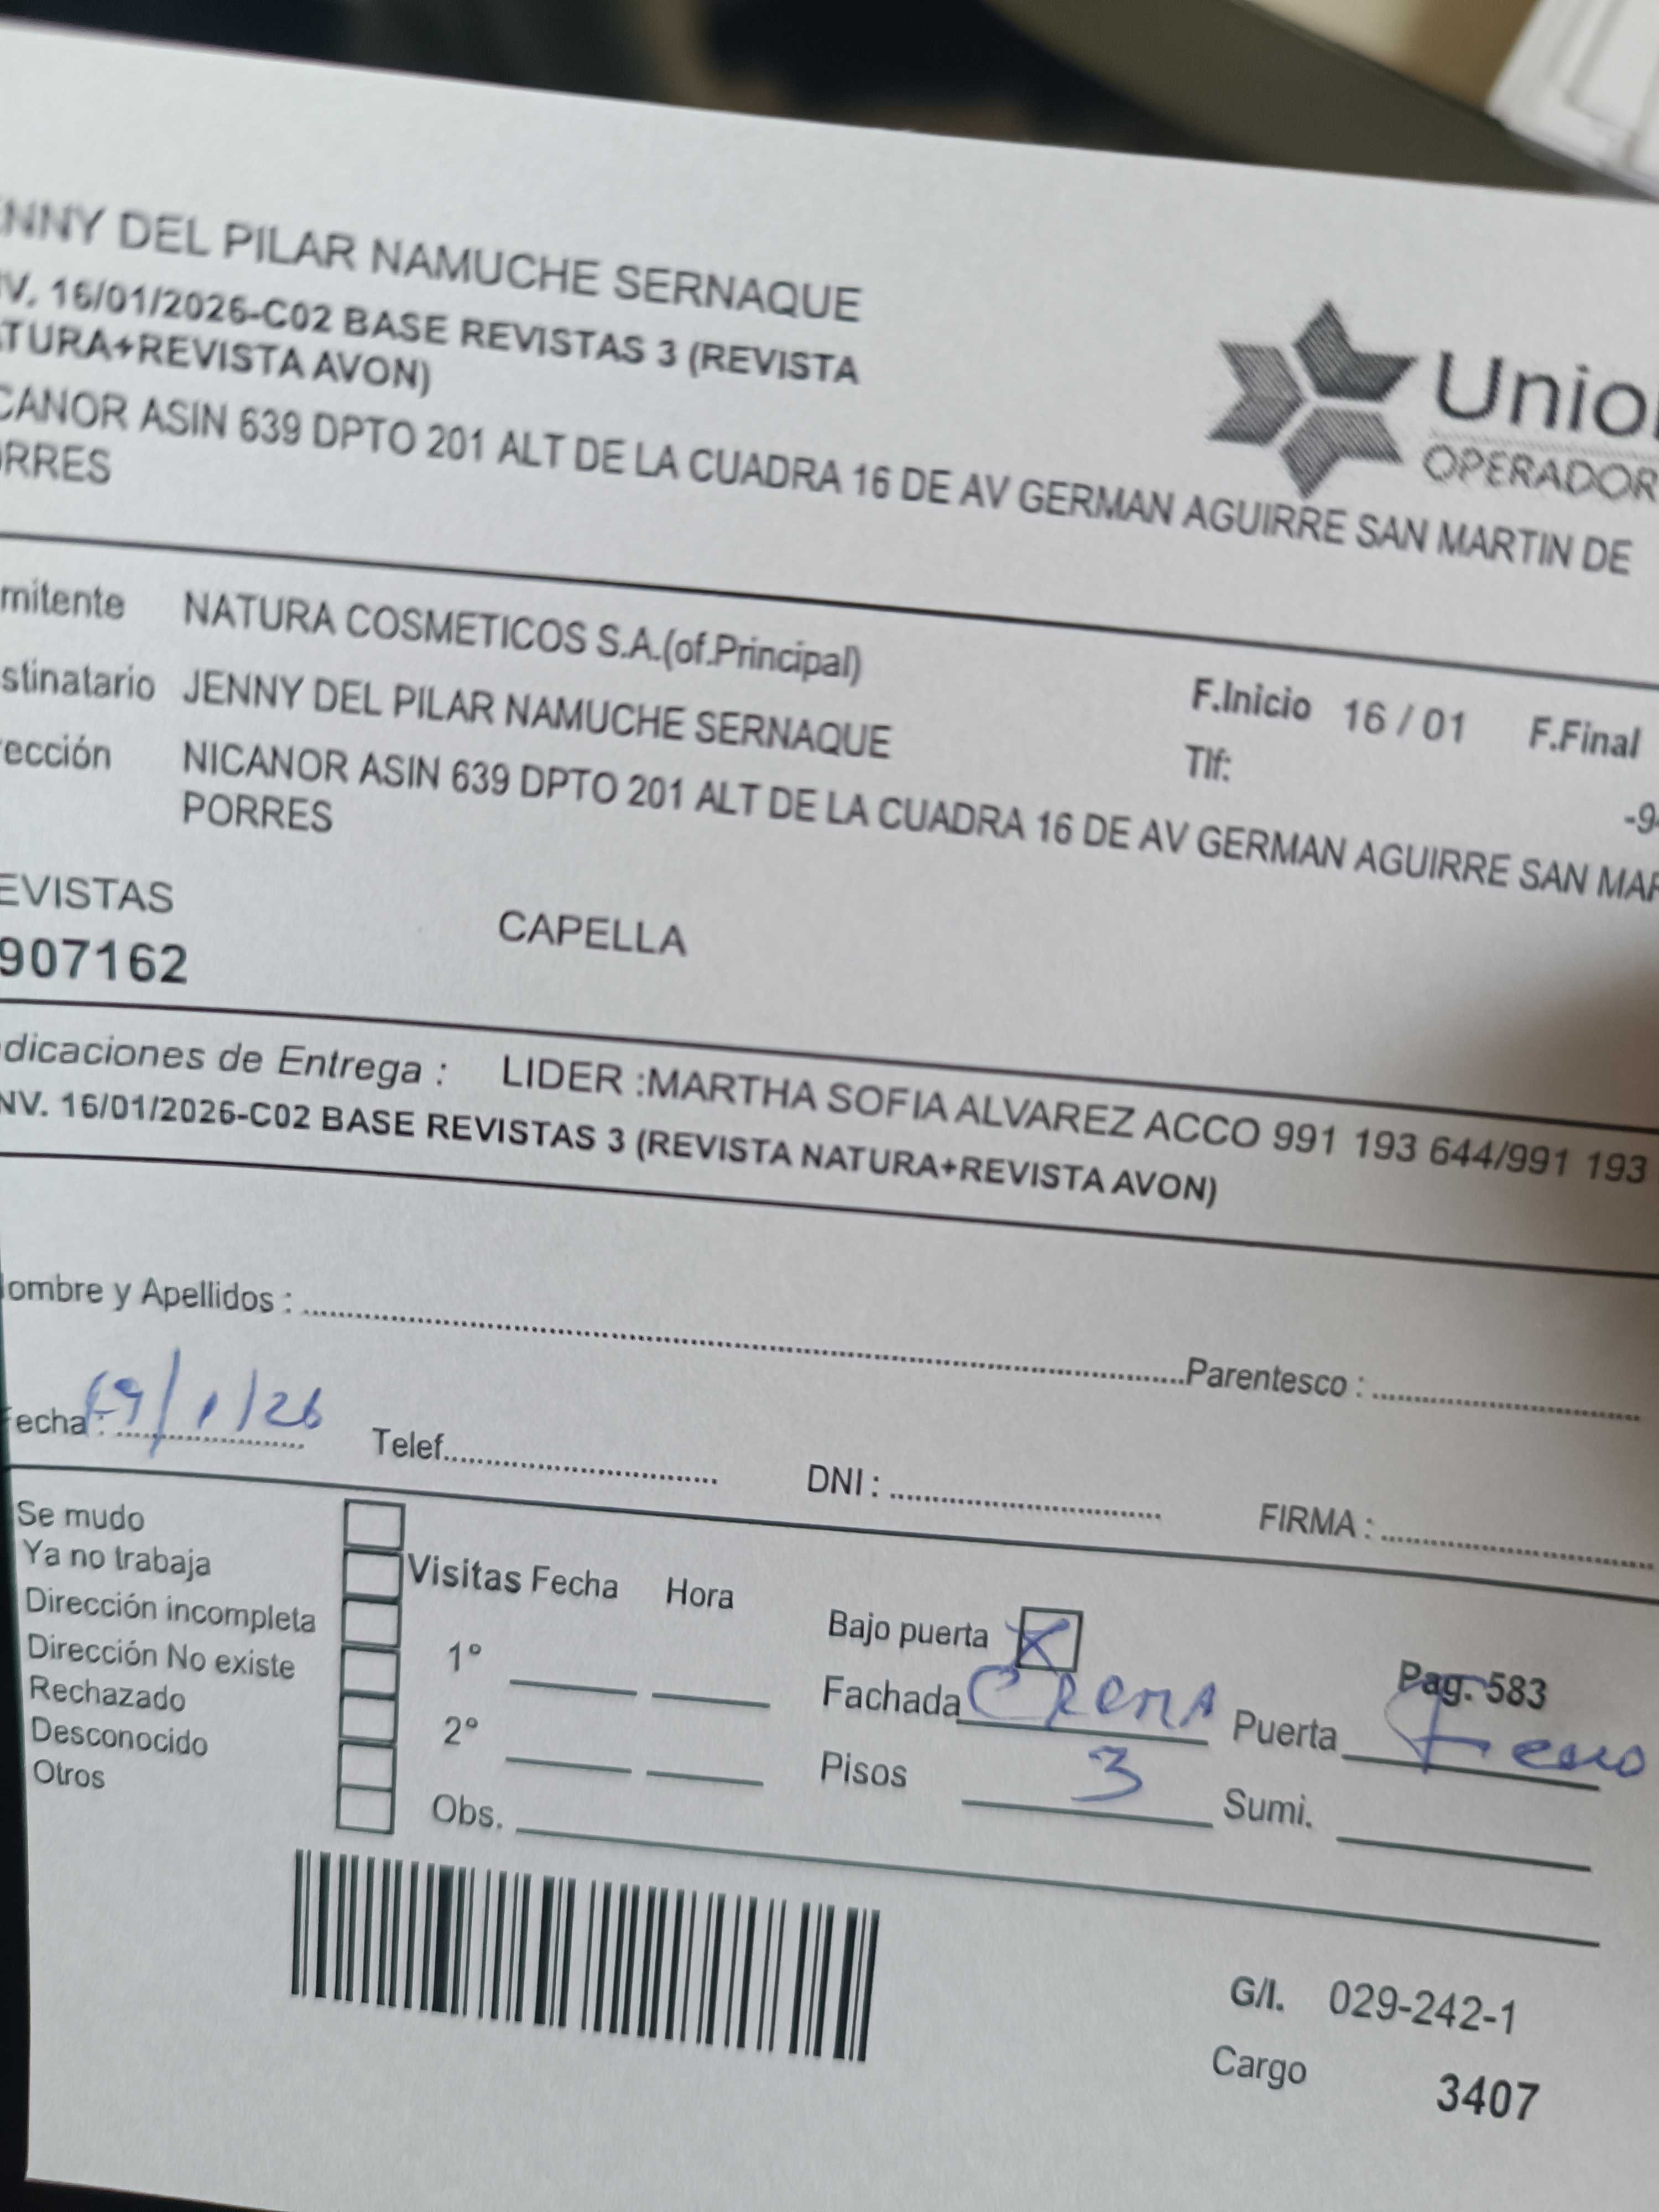 NNY DEL PILAR NAMUCHE SERNAQUE
V. 16/01/2026-C02 BASE REVISTAS 3 (REVISTA
TURA+REVISTA AVON)
CANOR ASIN 639 DPTO 201 ALT DE LA CUADRA 16 DE AV GERMAN AGUIRRE SAN MARTIN DE
RRES
Union
OPERADOR
mitente NATURA COSMETICOS S.A.(of.Principal)
stinatario JENNY DEL PILAR NAMUCHE SERNAQUE
F.Inicio 16 / 01 F.Final
Tlf:
-9
ección NICANOR ASIN 639 DPTO 201 ALT DE LA CUADRA 16 DE AV GERMAN AGUIRRE SAN MAR
PORRES
EVISTAS CAPELLA
907162
dicaciones de Entrega : LIDER :MARTHA SOFIA ALVAREZ ACCO 991 193 644/991 193
NV. 16/01/2026-C02 BASE REVISTAS 3 (REVISTA NATURA+REVISTA AVON)
ombre y Apellidos : Parentesco :
echa : 19/1/26 Telef. DNI : FIRMA :
Se mudo
Ya no trabaja
Dirección incompleta
Dirección No existe
Rechazado
Desconocido
Otros
Visitas Fecha Hora
1°
2°
Obs.
Bajo puerta X
Pag. 583
Fachada CREMA Puerta
Pisos 3 Sumi.
G/I. 029-242-1
Cargo 3407